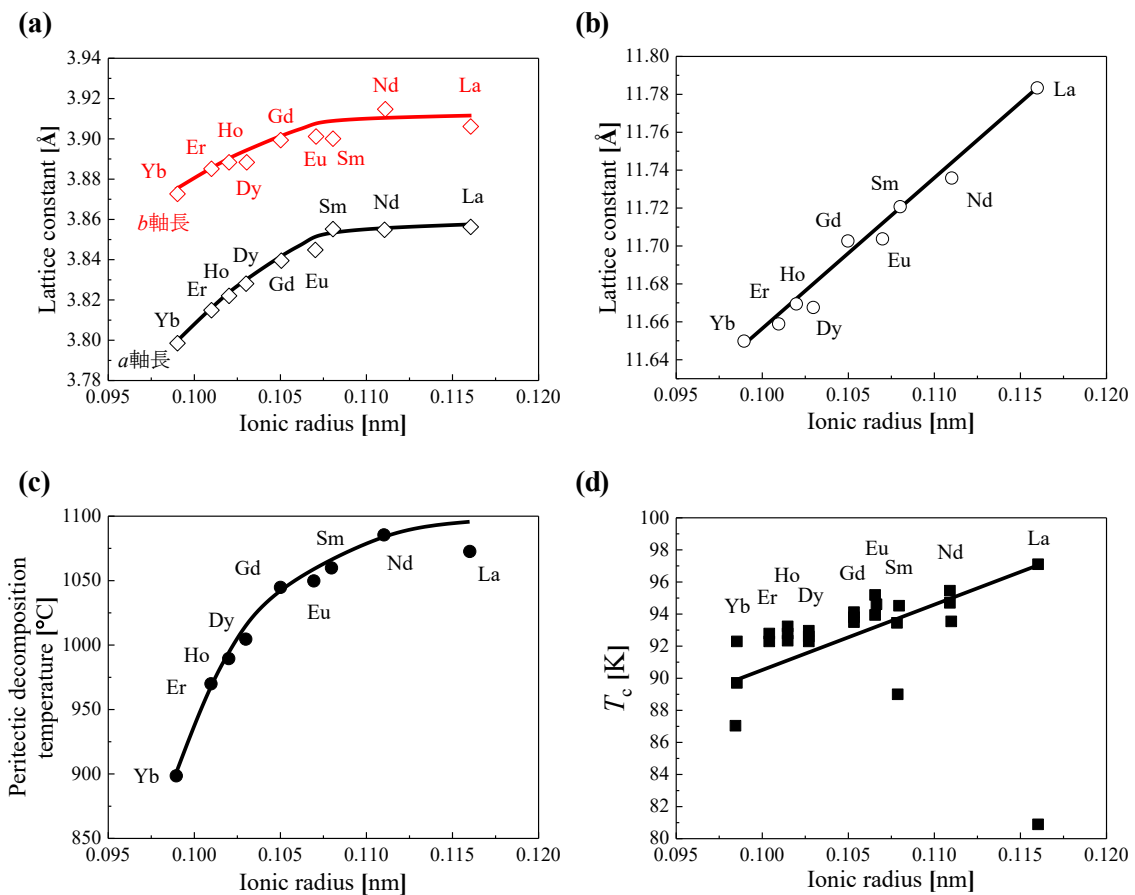 (a)
3.94
3.92
3.90
3.88
3.86
3.84
3.82
3.80
3.78
Lattice constant [Å]
Yb
Er
Ho
Dy
Gd
Eu
Sm
Nd
La
b軸長
Yb
Er
Ho
Dy
Gd
Eu
Sm
Nd
La
a軸長
0.095
0.100
0.105
0.110
0.115
0.120
Ionic radius [nm]
(b)
11.80
11.78
11.76
11.74
11.72
11.70
11.68
11.66
11.64
Lattice constant [Å]
Yb
Er
Ho
Dy
Gd
Eu
Sm
Nd
La
0.095
0.100
0.105
0.110
0.115
0.120
Ionic radius [nm]
(c)
1100
1050
1000
950
900
850
Peritectic decomposition
temperature [°C]
Yb
Er
Ho
Dy
Gd
Eu
Sm
Nd
La
0.095
0.100
0.105
0.110
0.115
0.120
Ionic radius [nm]
(d)
100
98
96
94
92
90
88
86
84
82
80
Tc [K]
Yb
Er
Ho
Dy
Gd
Eu
Sm
Nd
La
0.095
0.100
0.105
0.110
0.115
0.120
Ionic radius [nm]